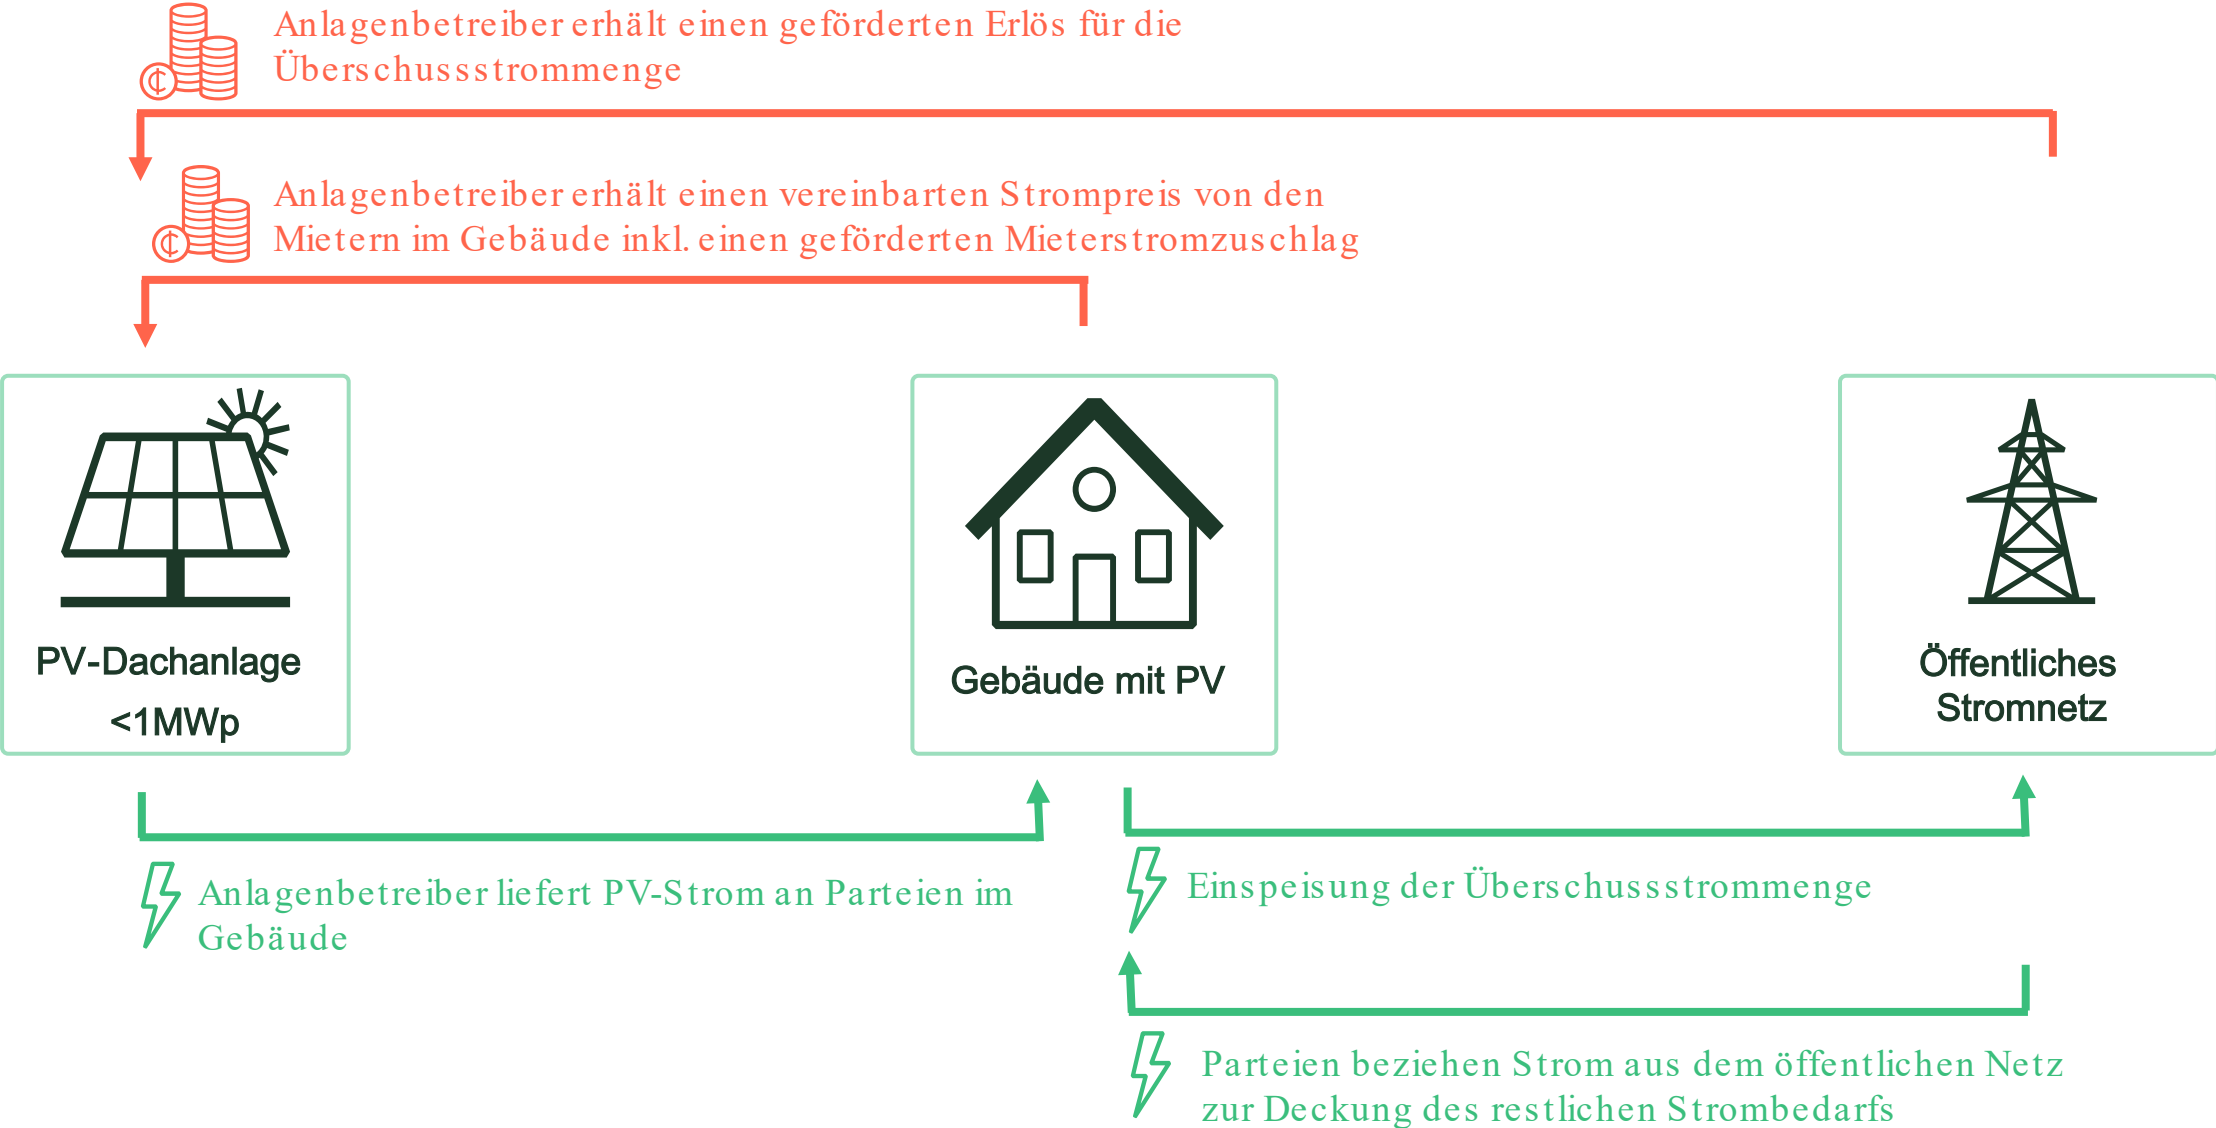 Anlagenbetreiber erhält einen geförderten Erlös für die
Überschussstrommenge
Anlagenbetreiber erhält einen vereinbarten Strompreis von den
Mietern im Gebäude inkl. einen geförderten Mieterstromzuschlag
PV-Dachanlage
<1MWp
Gebäude mit PV
Öffentliches
Stromnetz
Anlagenbetreiber liefert PV-Strom an Parteien im
Gebäude
Einspeisung der Überschussstrommenge
Parteien beziehen Strom aus dem öffentlichen Netz
zur Deckung des restlichen Strombedarfs